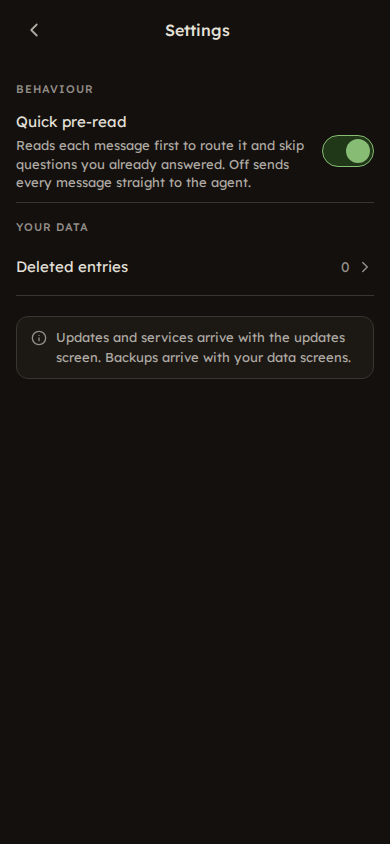 Settings
BEHAVIOUR
Quick pre-read
Reads each message first to route it and skip
questions you already answered. Off sends
every message straight to the agent.
YOUR DATA
Deleted entries
0
Updates and services arrive with the updates
screen. Backups arrive with your data screens.